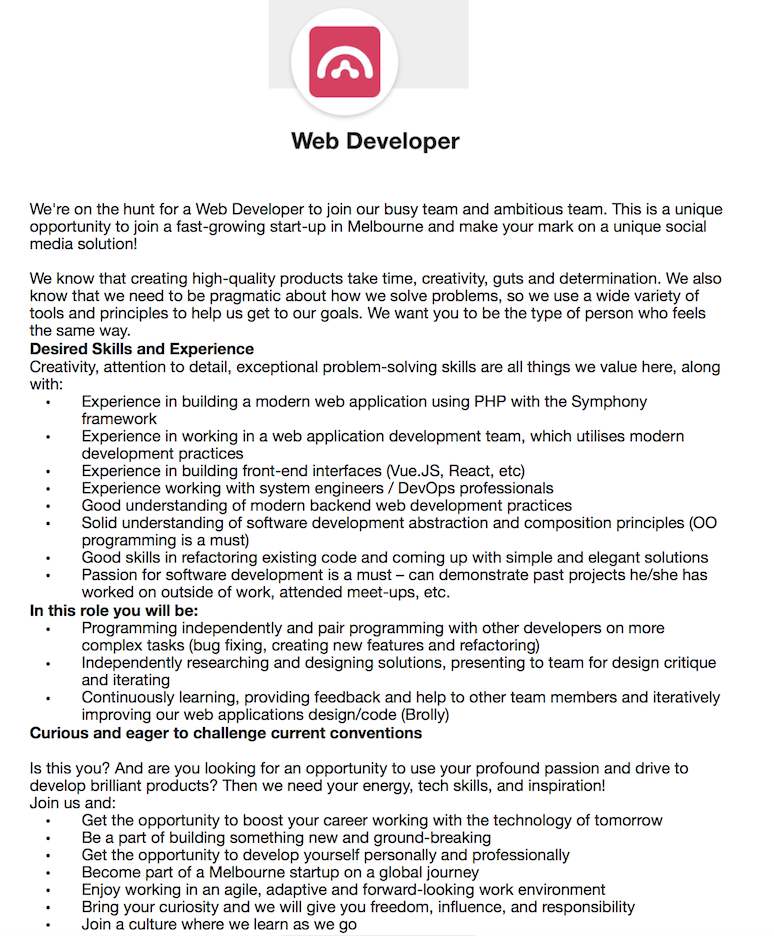 Web Developer
We're on the hunt for a Web Developer to join our busy team and ambitious team. This is a unique
opportunity to join a fast-growing start-up in Melbourne and make your mark on a unique social
media solution!
We know that creating high-quality products take time, creativity, guts and determination. We also
know that we need to be pragmatic about how we solve problems, so we use a wide variety of
tools and principles to help us get to our goals. We want you to be the type of person who feels
the same way.
Desired Skills and Experience
Creativity, attention to detail, exceptional problem-solving skills are all things we value here, along
with:
• Experience in building a modern web application using PHP with the Symphony
framework
• Experience in working in a web application development team, which utilises modern
development practices
• Experience in building front-end interfaces (Vue.JS, React, etc)
• Experience working with system engineers / DevOps professionals
• Good understanding of modern backend web development practices
• Solid understanding of software development abstraction and composition principles (OO
programming is a must)
• Good skills in refactoring existing code and coming up with simple and elegant solutions
• Passion for software development is a must – can demonstrate past projects he/she has
worked on outside of work, attended meet-ups, etc.
In this role you will be:
• Programming independently and pair programming with other developers on more
complex tasks (bug fixing, creating new features and refactoring)
• Independently researching and designing solutions, presenting to team for design critique
and iterating
• Continuously learning, providing feedback and help to other team members and iteratively
improving our web applications design/code (Brolly)
Curious and eager to challenge current conventions
Is this you? And are you looking for an opportunity to use your profound passion and drive to
develop brilliant products? Then we need your energy, tech skills, and inspiration!
Join us and:
• Get the opportunity to boost your career working with the technology of tomorrow
• Be a part of building something new and ground-breaking
• Get the opportunity to develop yourself personally and professionally
• Become part of a Melbourne startup on a global journey
• Enjoy working in an agile, adaptive and forward-looking work environment
• Bring your curiosity and we will give you freedom, influence, and responsibility
• Join a culture where we learn as we go